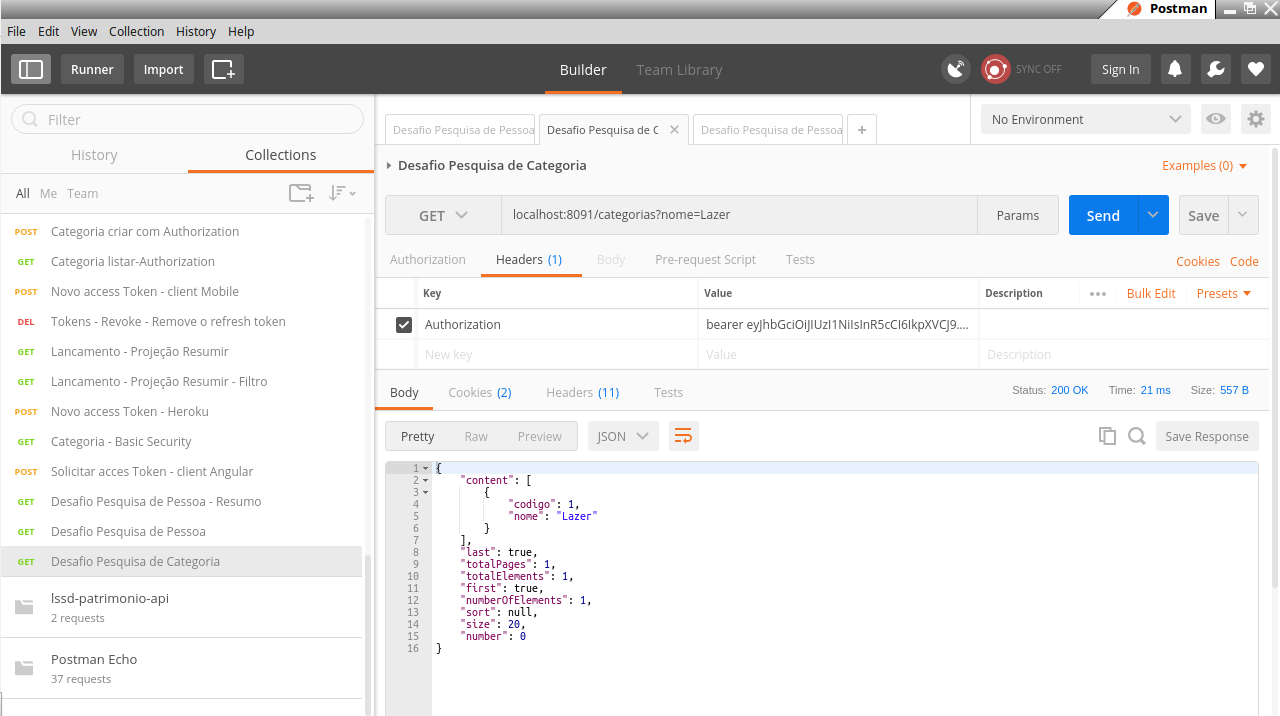 Postman
File Edit View Collection History Help
Runner Import Builder Team Library SYNC OFF Sign In
Filter
History Collections
All Me Team
POST Categoria criar com Authorization
GET Categoria listar-Authorization
POST Novo access Token - client Mobile
DEL Tokens - Revoke - Remove o refresh token
GET Lancamento - Projeção Resumir
GET Lancamento - Projeção Resumir - Filtro
POST Novo access Token - Heroku
GET Categoria - Basic Security
POST Solicitar acces Token - client Angular
GET Desafio Pesquisa de Pessoa - Resumo
GET Desafio Pesquisa de Pessoa
GET Desafio Pesquisa de Categoria
lssd-patrimonio-api
2 requests
Postman Echo
37 requests
Desafio Pesquisa de Pessoa Desafio Pesquisa de C Desafio Pesquisa de Pessoa +
No Environment
Desafio Pesquisa de Categoria Examples (0)
GET localhost:8091/categorias?nome=Lazer Params Send Save
Authorization Headers (1) Body Pre-request Script Tests Cookies Code
Key Value Description ••• Bulk Edit Presets
Authorization bearer eyJhbGciOiJIUzI1NiIsInR5cCI6IkpXVCJ9....
New key Value Description
Body Cookies (2) Headers (11) Tests Status: 200 OK Time: 21 ms Size: 557 B
Pretty Raw Preview JSON Save Response
1 {
2 "content": [
3 {
4 "codigo": 1,
5 "nome": "Lazer"
6 }
7 ],
8 "last": true,
9 "totalPages": 1,
10 "totalElements": 1,
11 "first": true,
12 "numberOfElements": 1,
13 "sort": null,
14 "size": 20,
15 "number": 0
16 }